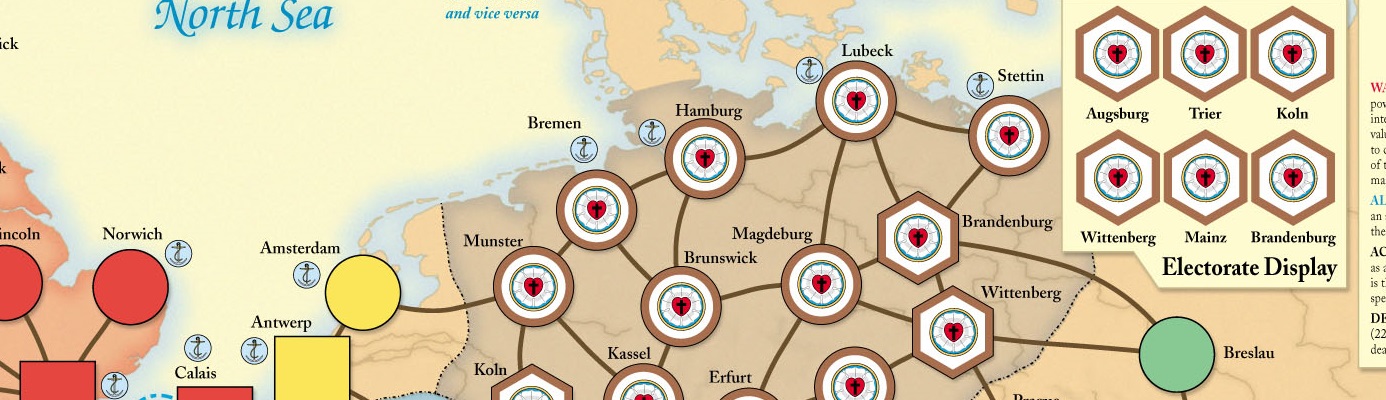 North Sea
and vice versa
ick
k
incoln
Norwich
Amsterdam
Antwerp
Calais
Bremen
Hamburg
Lubeck
Stettin
Munster
Brunswick
Magdeburg
Brandenburg
Wittenberg
Koln
Kassel
Erfurt
Breslau
Augsburg
Trier
Koln
Wittenberg
Mainz
Brandenburg
Electorate Display
WA
pow
inte
valu
to c
of t
ma
AL
an
the
AC
as a
is t
spe
DE
(22
dea